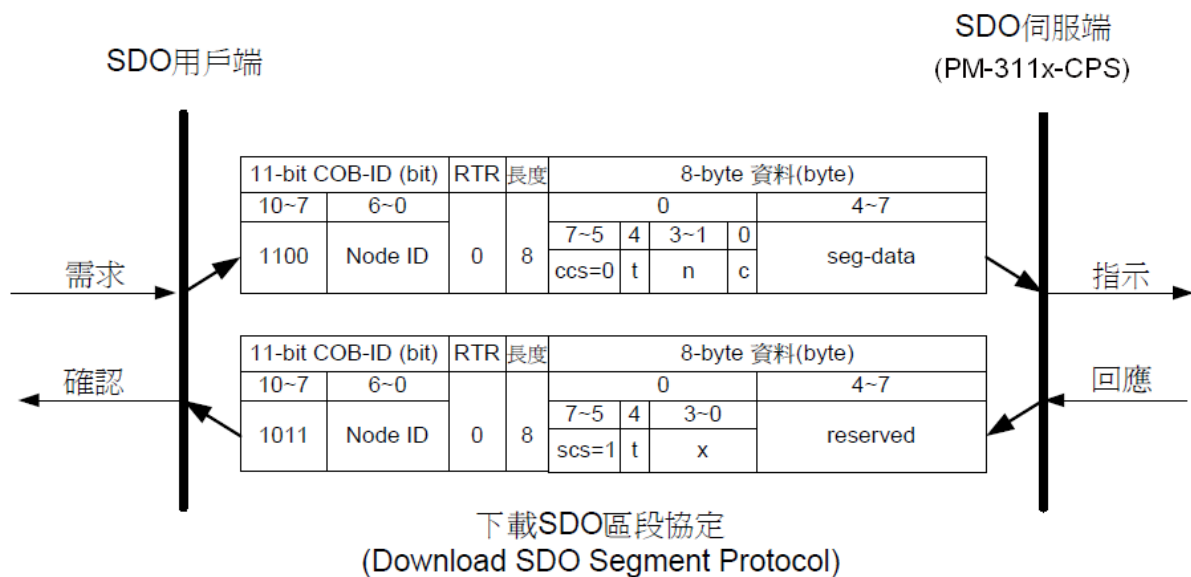 SDO用戶端
SDO伺服端
(PM-311x-CPS)
11-bit COB-ID (bit) RTR 長度 8-byte 資料(byte)
10~7 6~0 0 4~7
7~5 4 3~1 0
1100 Node ID 0 8 ccs=0 t n c seg-data
需求
指示
11-bit COB-ID (bit) RTR 長度 8-byte 資料(byte)
10~7 6~0 0 4~7
7~5 4 3~0
1011 Node ID 0 8 scs=1 t x reserved
確認
回應
下載SDO區段協定
(Download SDO Segment Protocol)